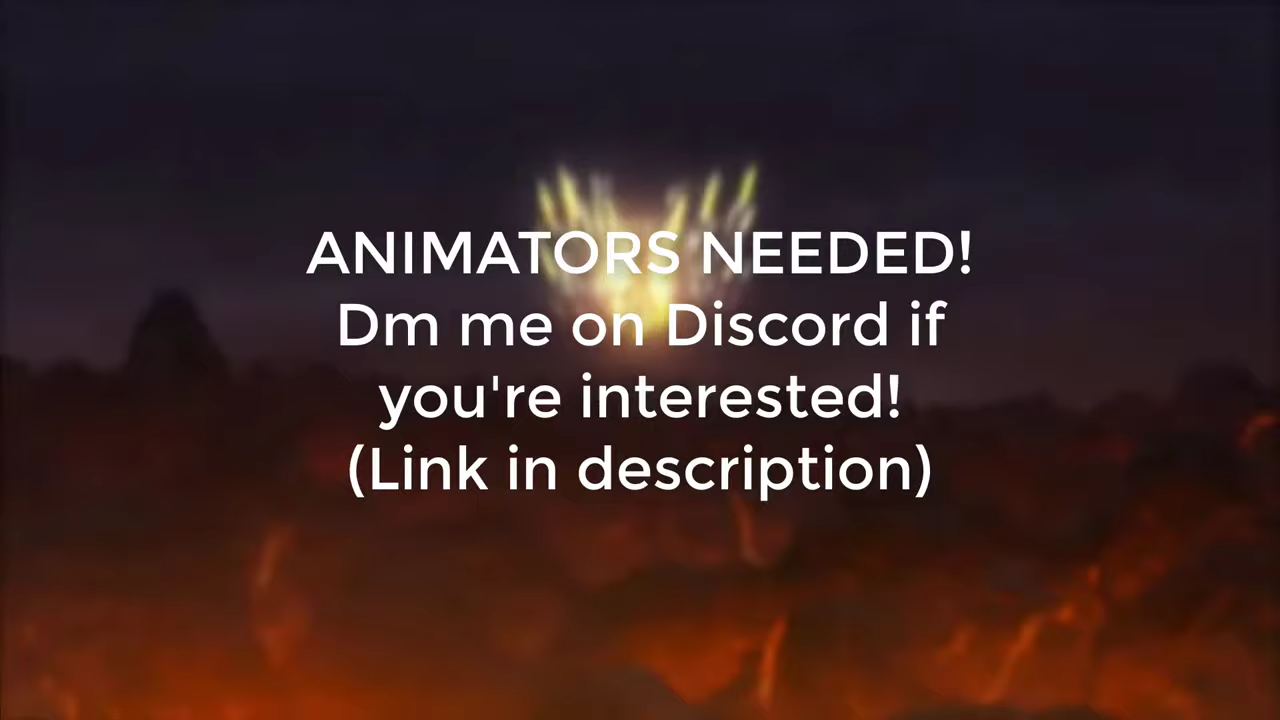 ANIMATORS NEEDED!
Dm me on Discord if
you're interested!
(Link in description)